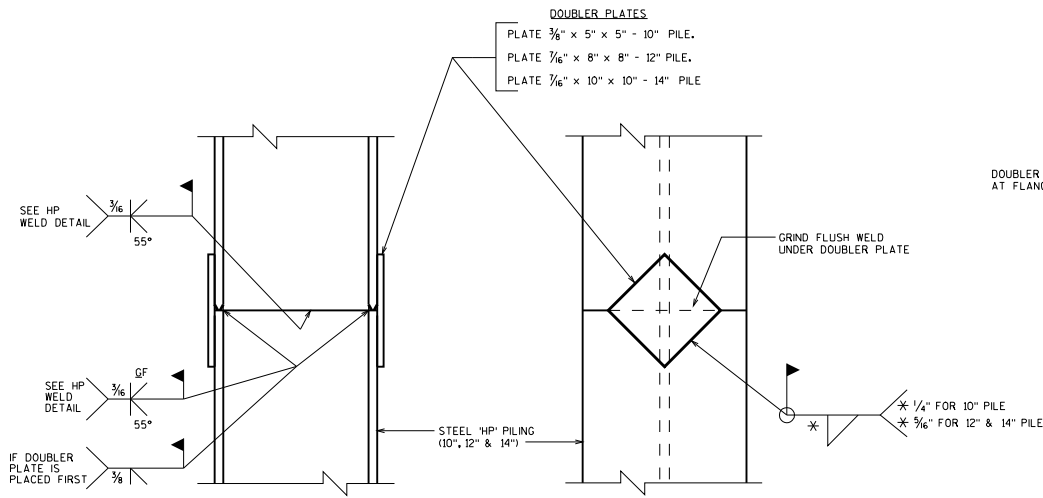 DOUBLER PLATES
PLATE 3/8" x 5" x 5" - 10" PILE.
PLATE 7/16" x 8" x 8" - 12" PILE.
PLATE 7/16" x 10" x 10" - 14" PILE
SEE HP
WELD DETAIL
3/16
55°
SEE HP
WELD
DETAIL
3/16
GF
55°
IF DOUBLER
PLATE IS
PLACED FIRST
3/8
STEEL 'HP' PILING
(10", 12" & 14")
GRIND FLUSH WELD
UNDER DOUBLER PLATE
DOUBLER
AT FLANG
*
* 1/4" FOR 10" PILE
* 5/16" FOR 12" & 14" PILE